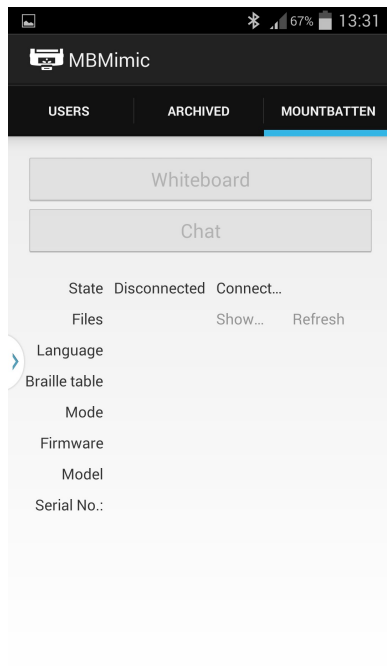 67% 13:31
MBMimic
USERS ARCHIVED MOUNTBATTEN
Whiteboard
Chat
State Disconnected Connect...
Files Show... Refresh
Language
Braille table
Mode
Firmware
Model
Serial No.: